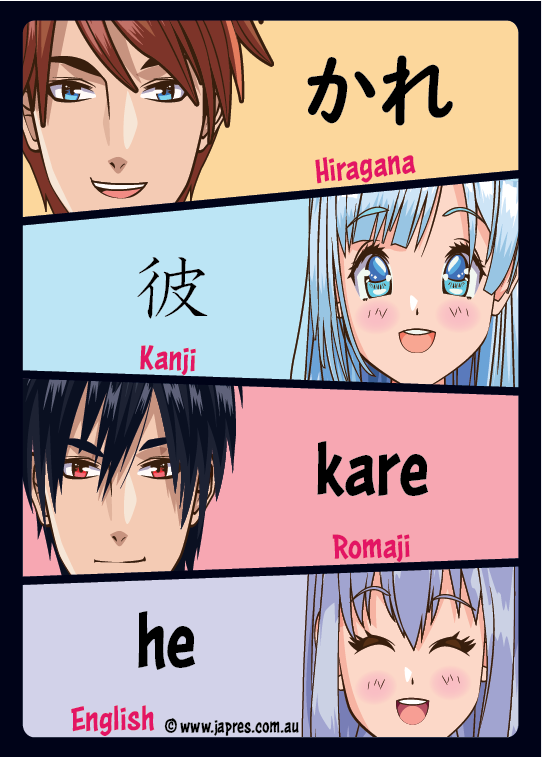 かれ
Hiragana
彼
Kanji
kare
Romaji
he
English © www.japres.com.au